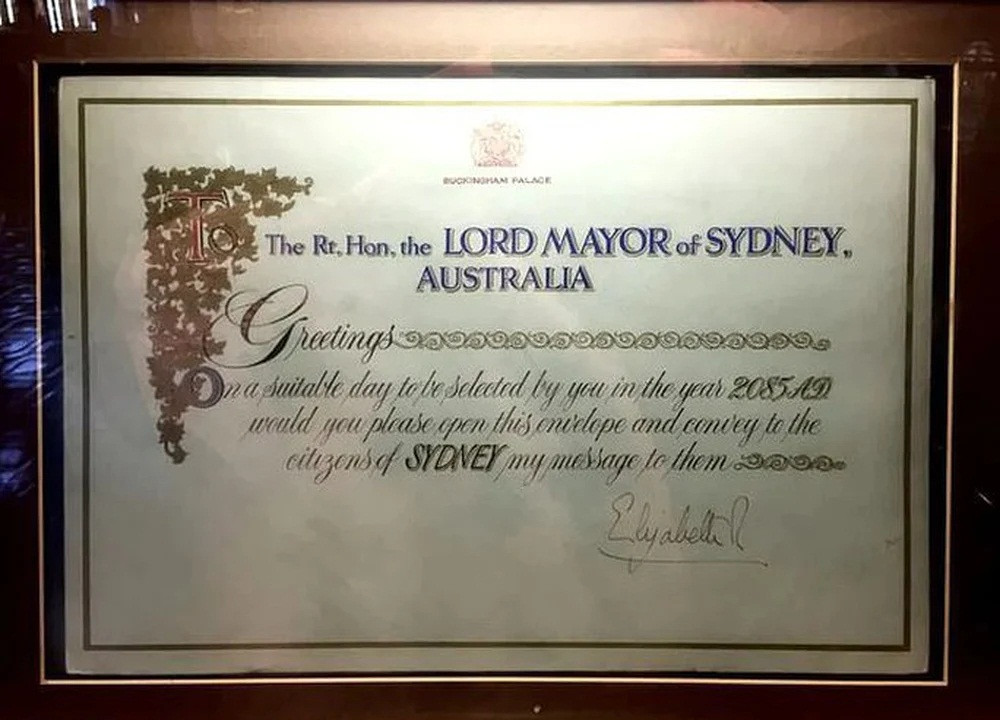 BUCKINGHAM PALACE
To The Rt. Hon. the LORD MAYOR of SYDNEY,
AUSTRALIA
Greetings
On a suitable day to be selected by you in the year 2085 A.D
would you please open this envelope and convey to the
citizens of SYDNEY my message to them
Elizabeth R